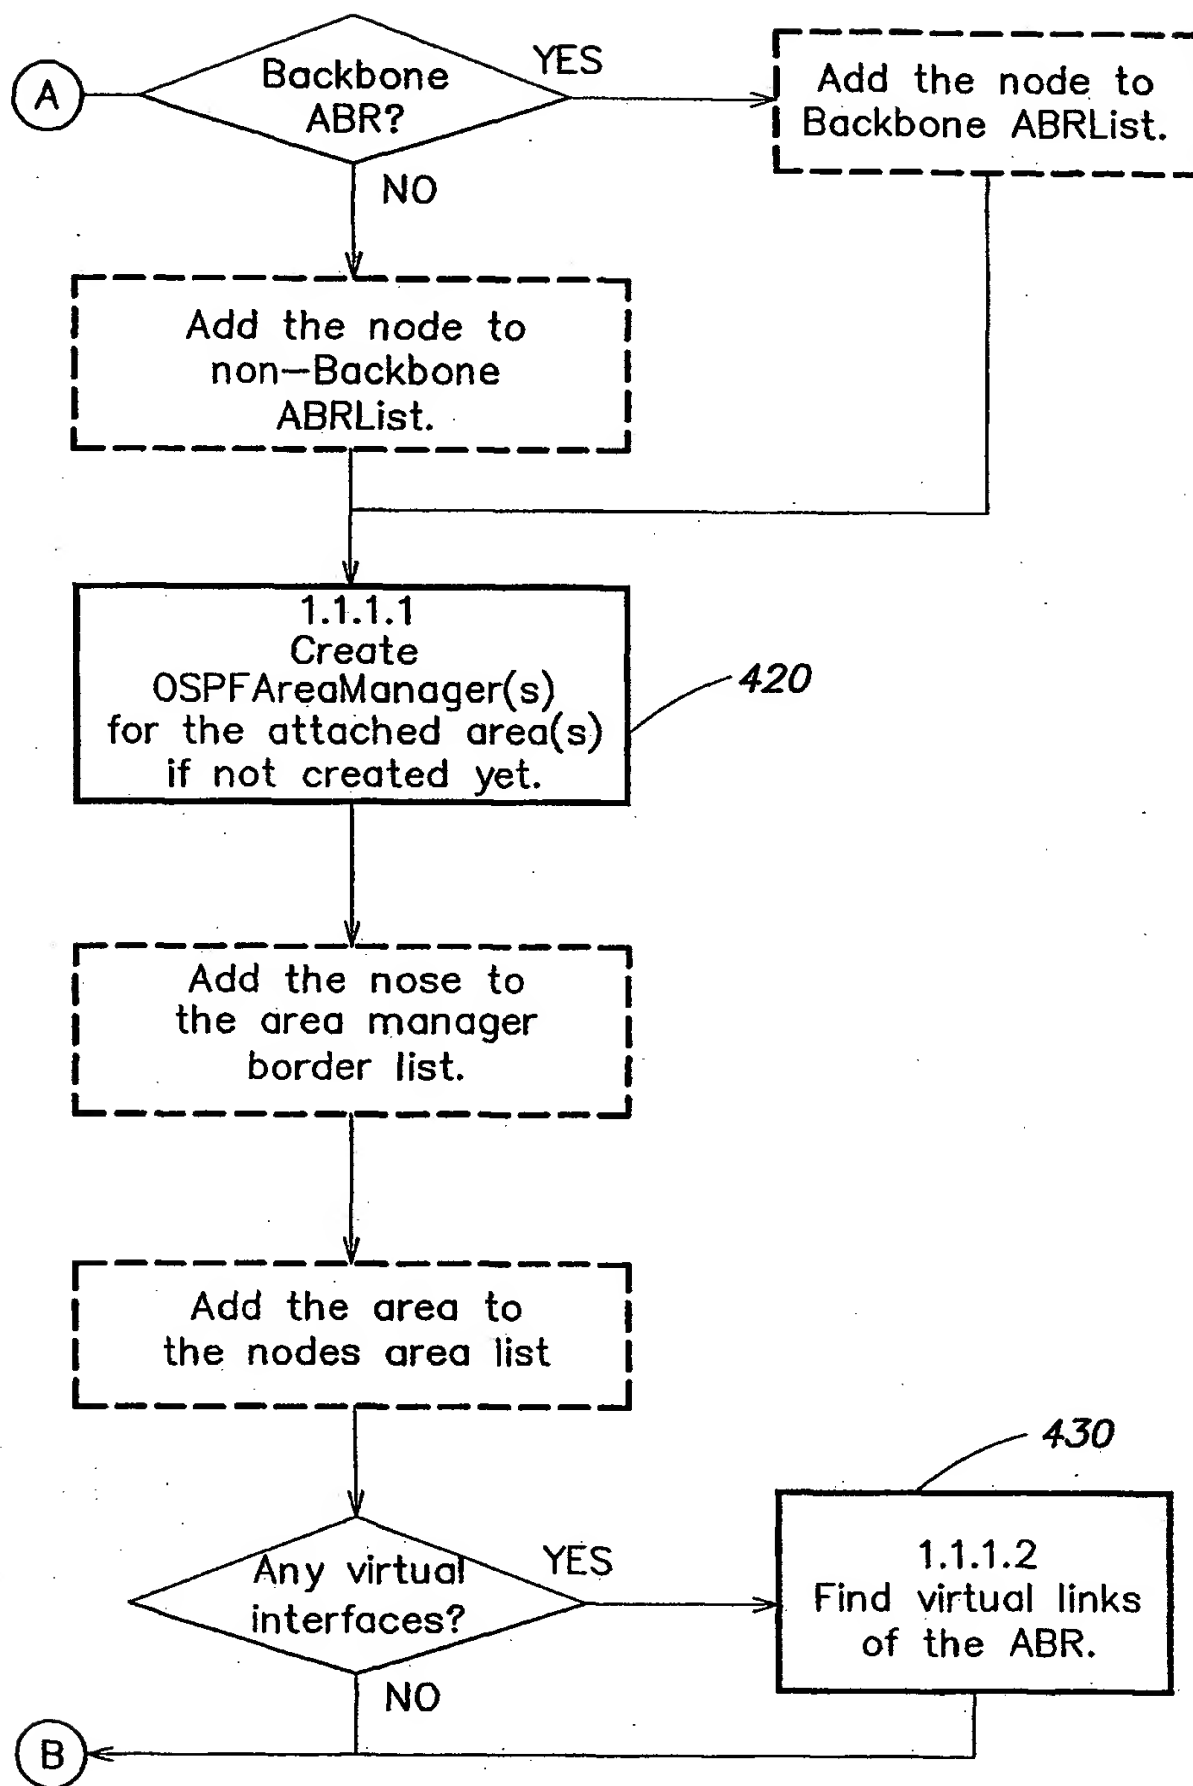 A
Backbone
ABR?
YES
Add the node to
Backbone ABRList.
NO
Add the node to
non-Backbone
ABRList.
1.1.1.1
Create
OSPFAreaManager(s)
for the attached area(s)
if not created yet.
420
Add the nose to
the area manager
border list.
Add the area to
the nodes area list
430
Any virtual
interfaces?
YES
1.1.1.2
Find virtual links
of the ABR.
NO
B